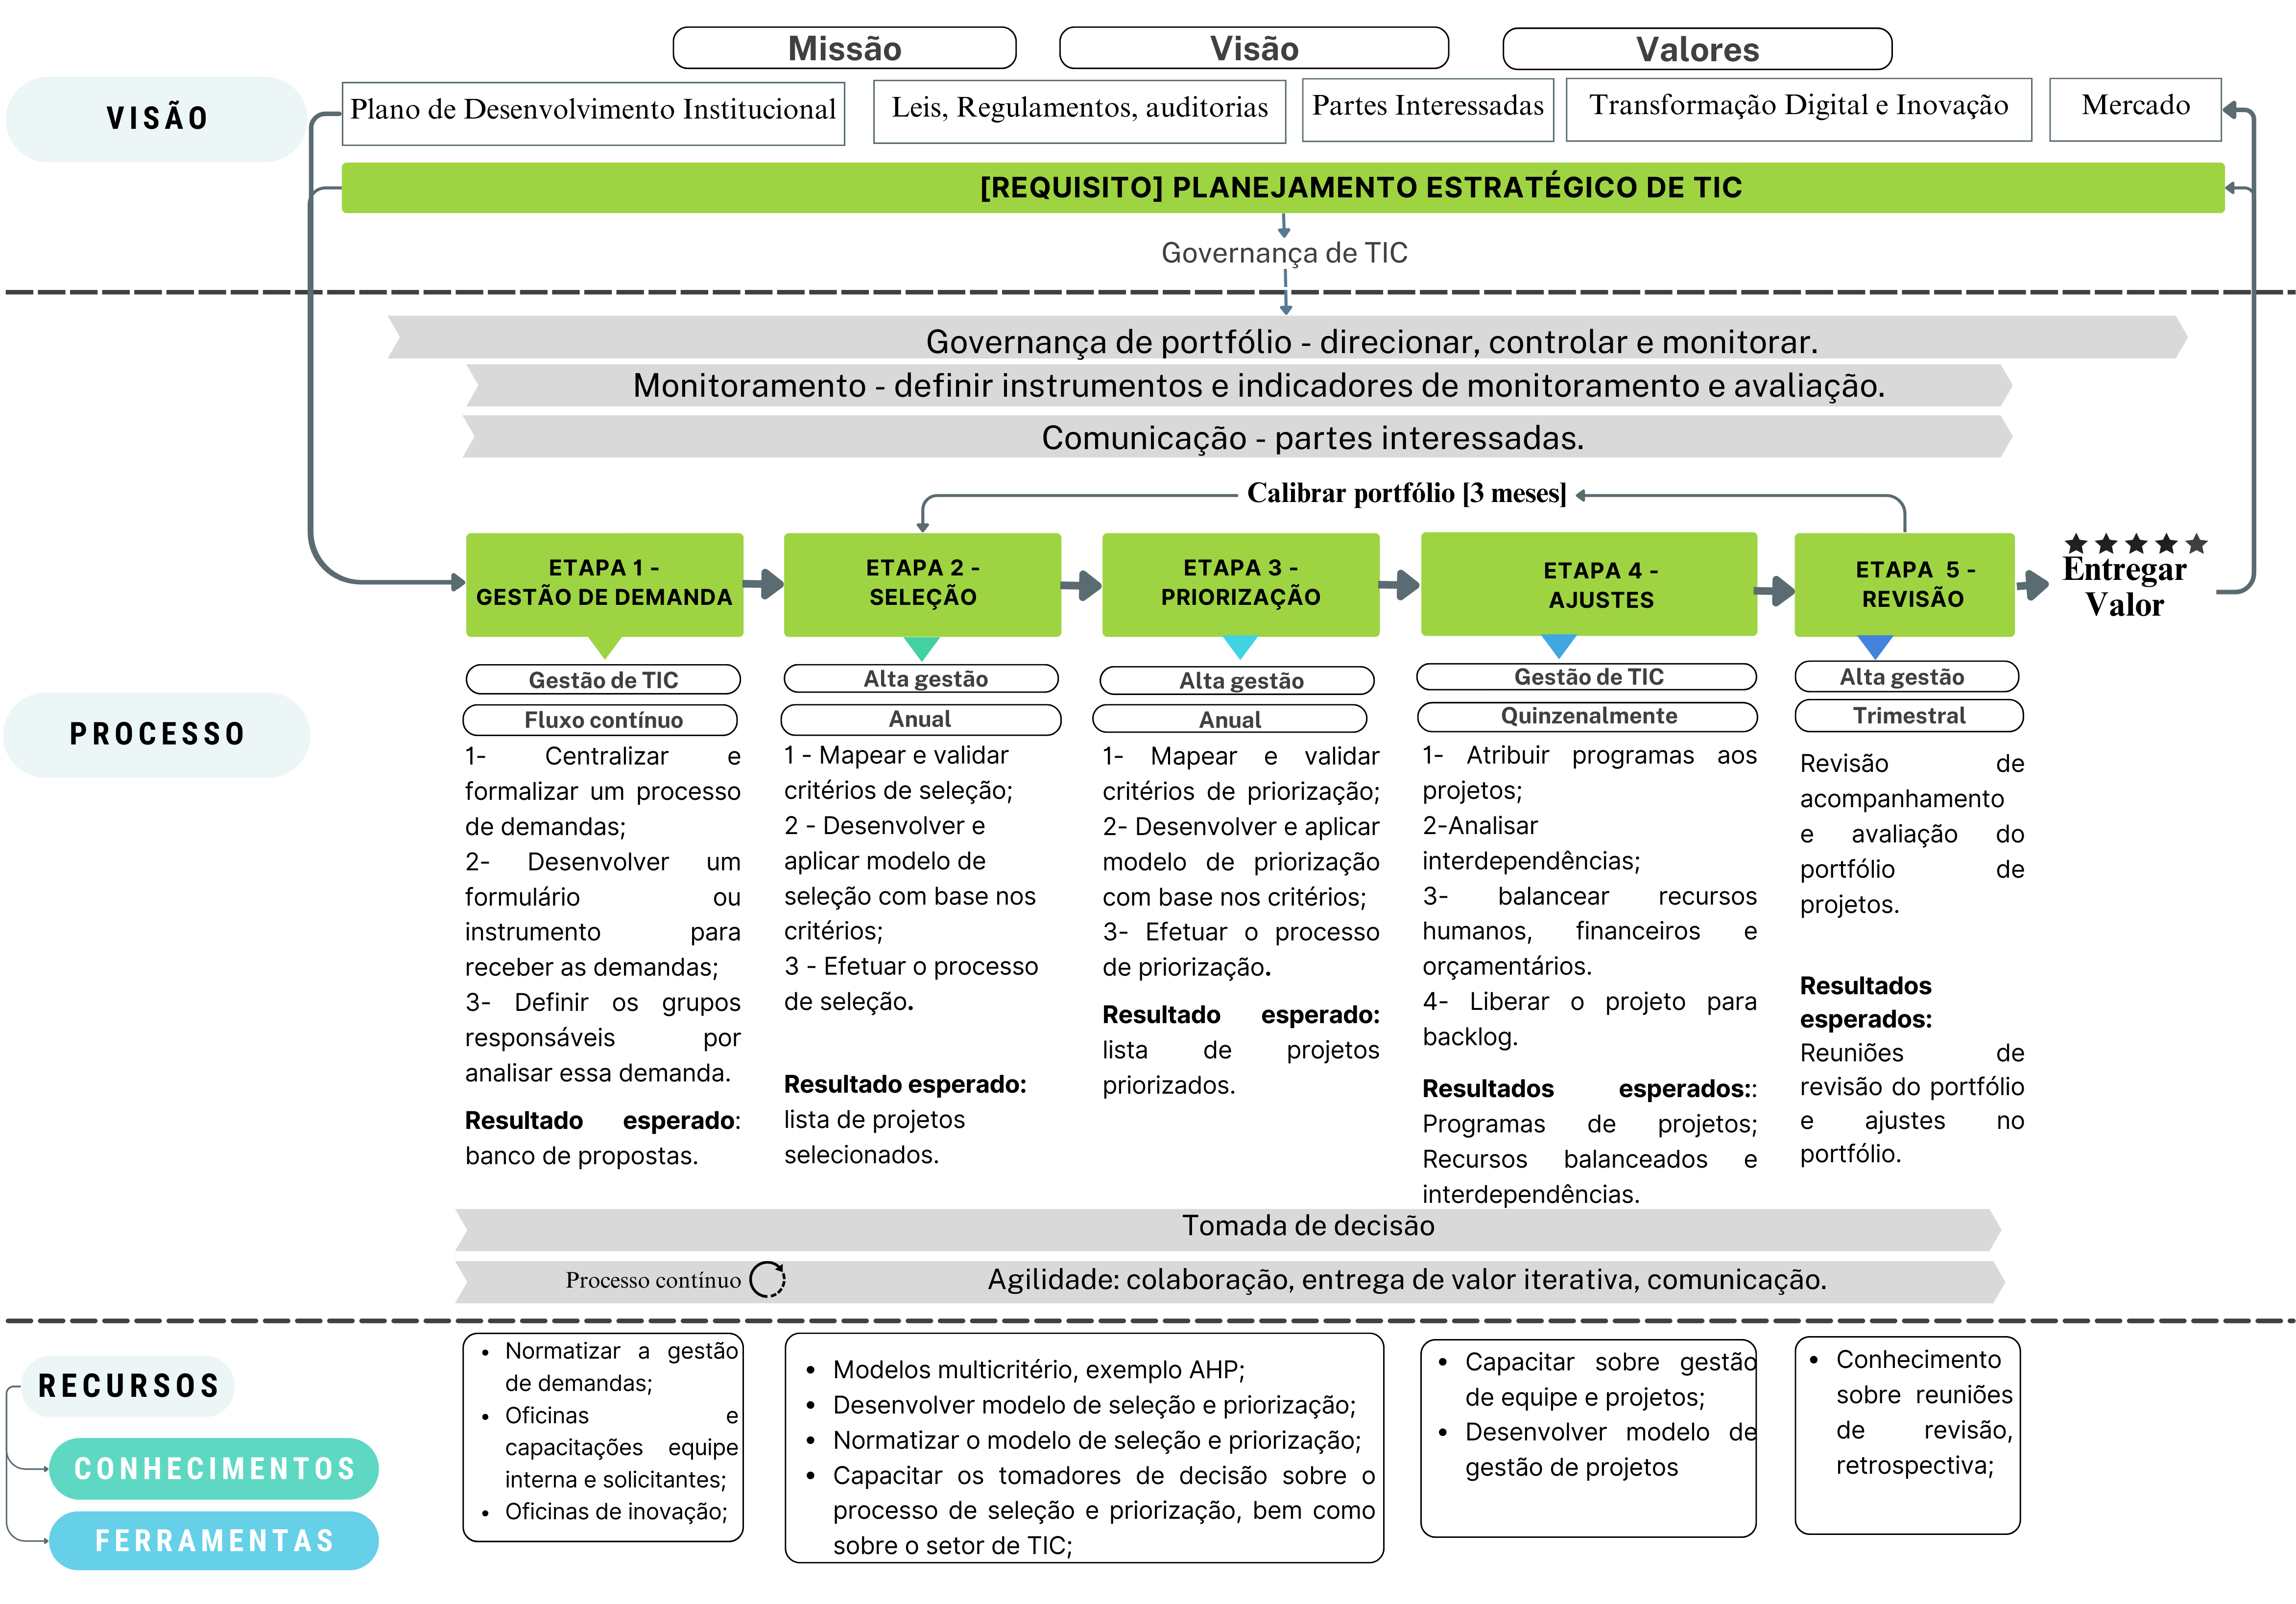 Missão
Visão
Valores
VISÃO
Plano de Desenvolvimento Institucional
Leis, Regulamentos, auditorias
Partes Interessadas
Transformação Digital e Inovação
Mercado
[REQUISITO] PLANEJAMENTO ESTRATÉGICO DE TIC
Governança de TIC
Governança de portfólio - direcionar, controlar e monitorar.
Monitoramento - definir instrumentos e indicadores de monitoramento e avaliação.
Comunicação - partes interessadas.
Calibrar portfólio [3 meses]
PROCESSO
ETAPA 1 -
GESTÃO DE DEMANDA
Gestão de TIC
Fluxo contínuo
1- Centralizar e
formalizar um processo
de demandas;
2- Desenvolver um
formulário ou
instrumento para
receber as demandas;
3- Definir os grupos
responsáveis por
analisar essa demanda.
Resultado esperado:
banco de propostas.
ETAPA 2 -
SELEÇÃO
Alta gestão
Anual
1 - Mapear e validar
critérios de seleção;
2 - Desenvolver e
aplicar modelo de
seleção com base nos
critérios;
3 - Efetuar o processo
de seleção.
Resultado esperado:
lista de projetos
selecionados.
ETAPA 3 -
PRIORIZAÇÃO
Alta gestão
Anual
1- Mapear e validar
critérios de priorização;
2- Desenvolver e aplicar
modelo de priorização
com base nos critérios;
3- Efetuar o processo
de priorização.
Resultado esperado:
lista de projetos
priorizados.
ETAPA 4 -
AJUSTES
Gestão de TIC
Quinzenalmente
1- Atribuir programas aos
projetos;
2-Analisar
interdependências;
3- balancear recursos
humanos, financeiros e
orçamentários.
4- Liberar o projeto para
backlog.
Resultados esperados::
Programas de projetos;
Recursos balanceados e
interdependências.
ETAPA 5 -
REVISÃO
Alta gestão
Trimestral
Revisão de
acompanhamento
e avaliação do
portfólio de
projetos.
Resultados
esperados:
Reuniões de
revisão do portfólio
e ajustes no
portfólio.
Entregar
Valor
Tomada de decisão
Processo contínuo
Agilidade: colaboração, entrega de valor iterativa, comunicação.
RECURSOS
CONHECIMENTOS
FERRAMENTAS
• Normatizar a gestão
de demandas;
• Oficinas e
capacitações equipe
interna e solicitantes;
• Oficinas de inovação;
• Modelos multicritério, exemplo AHP;
• Desenvolver modelo de seleção e priorização;
• Normatizar o modelo de seleção e priorização;
• Capacitar os tomadores de decisão sobre o
processo de seleção e priorização, bem como
sobre o setor de TIC;
• Capacitar sobre gestão
de equipe e projetos;
• Desenvolver modelo de
gestão de projetos
• Conhecimento
sobre reuniões
de revisão,
retrospectiva;